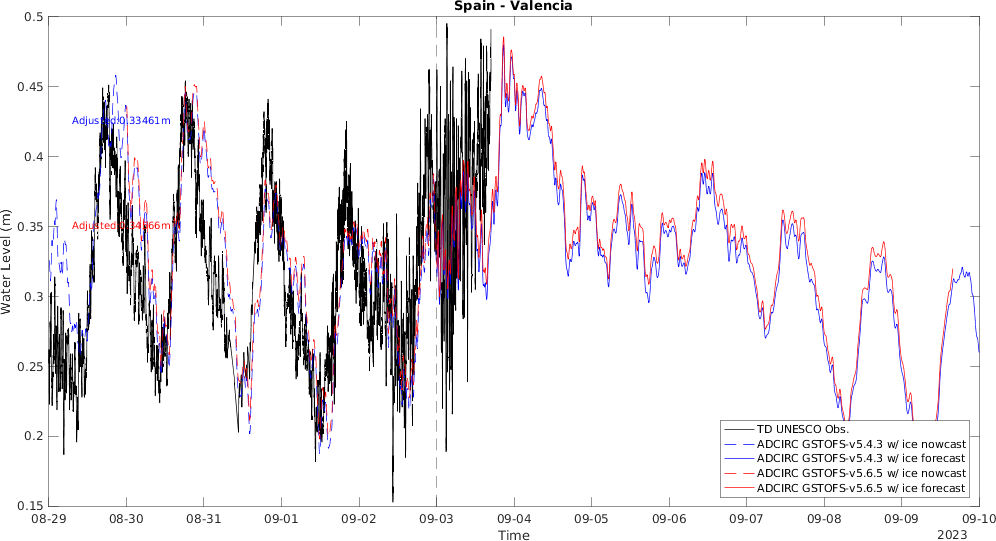 Spain - Valencia
0.5
0.45
0.4
0.35
0.3
0.25
0.2
0.15
Water Level (m)
Adjusted:0.33461m
Adjusted:0.34866m
08-29
08-30
08-31
09-01
09-02
09-03
09-04
09-05
09-06
09-07
09-08
09-09
09-10
Time
2023
TD UNESCO Obs.
ADCIRC GSTOFS-v5.4.3 w/ ice nowcast
ADCIRC GSTOFS-v5.4.3 w/ ice forecast
ADCIRC GSTOFS-v5.6.5 w/ ice nowcast
ADCIRC GSTOFS-v5.6.5 w/ ice forecast